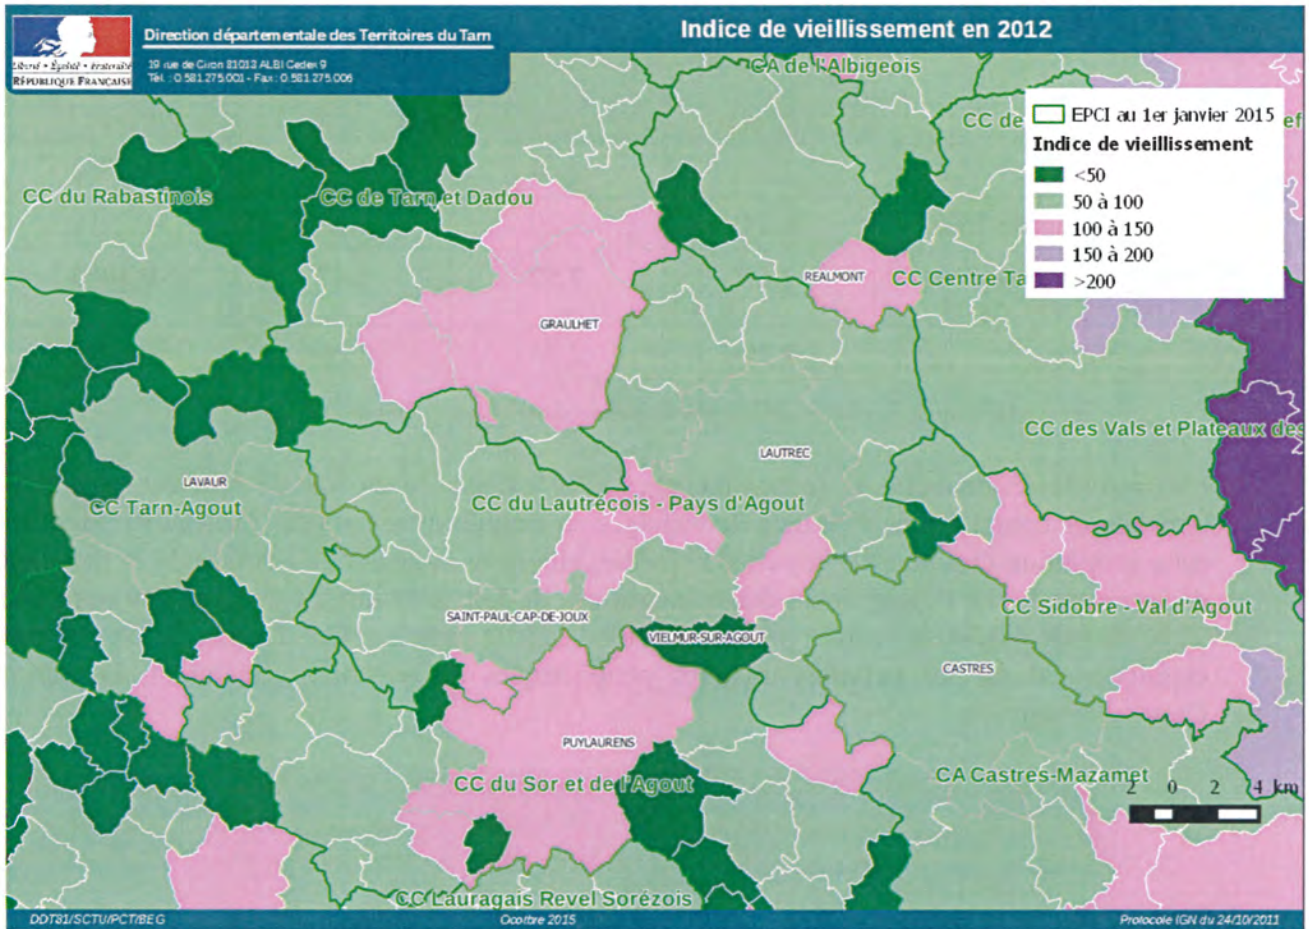 Indice de vieillissement en 2012
Direction départementale des Territoires du Tarn
19 rue de Ciron 81013 ALBI Cedex 9
Tél. : 0.581.275.001 - Fax : 0.581.275.006
Liberté • Égalité • Fraternité
RÉPUBLIQUE FRANÇAISE
CA de l'Albigeois
CC de
EPCI au 1er janvier 2015
Indice de vieillissement
<50
50 à 100
100 à 150
150 à 200
>200
CC du Rabastinois
CC de Tarn et Dadou
REALMONT
CC Centre Ta
GRAULHET
CC des Vals et Plateaux des
LAUTREC
LAVAUR
CC Tarn-Agout
CC du Lautrécois - Pays d'Agout
CC Sidobre - Val d'Agout
SAINT-PAUL-CAP-DE-JOUX
VIELMUR-SUR-AGOUT
CASTRES
PUYLAURENS
CC du Sor et de l'Agout
CA Castres-Mazamet
2 0 2 4 km
CC Lauragais Revel Sorézois
DDT81/SCTU/PCT/BEG
Ocottre 2015
Protocole IGN du 24/10/2011